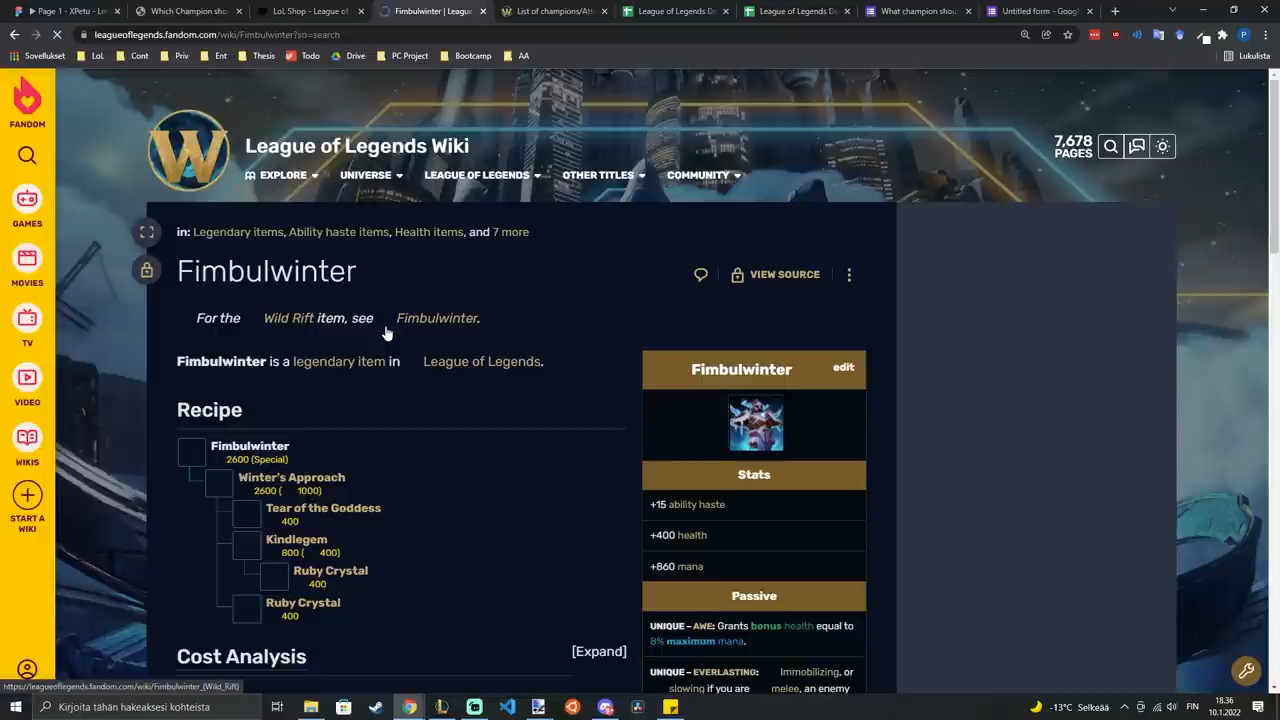 Page 1 - XPetu - Le
Which Champion sho
LoL Shop - League of
Fimbulwinter | League
List of champions/Att
League of Legends D
League of Legends D
What champion shou
Untitled form - Goog
leagueoflegends.fandom.com/wiki/Fimbulwinter?so=search
Sovellukset LoL Cont Priv Ent Thesis Todo Drive PC Project Bootcamp AA Lukulista
FANDOM
GAMES
MOVIES
TV
VIDEO
WIKIS
START A
WIKI
W
League of Legends Wiki
7,678
PAGES
EXPLORE UNIVERSE LEAGUE OF LEGENDS OTHER TITLES COMMUNITY
in: Legendary items, Ability haste items, Health items, and 7 more
Fimbulwinter
VIEW SOURCE
For the Wild Rift item, see Fimbulwinter.
Fimbulwinter is a legendary item in League of Legends.
Recipe
Fimbulwinter
2600 (Special)
Winter's Approach
2600 ( 1000)
Tear of the Goddess
400
Kindlegem
800 ( 400)
Ruby Crystal
400
Ruby Crystal
400
Cost Analysis
[Expand]
Fimbulwinter
edit
Stats
+15 ability haste
+400 health
+860 mana
Passive
UNIQUE – AWE: Grants bonus health equal to
8% maximum mana.
UNIQUE – EVERLASTING: Immobilizing, or
slowing if you are melee, an enemy
https://leagueoflegends.fandom.com/wiki/Fimbulwinter_(Wild_Rift)
Kirjoita tähän hakeaksesi kohteista
-13°C Selkeää
FIN
18.36
10.1.2022